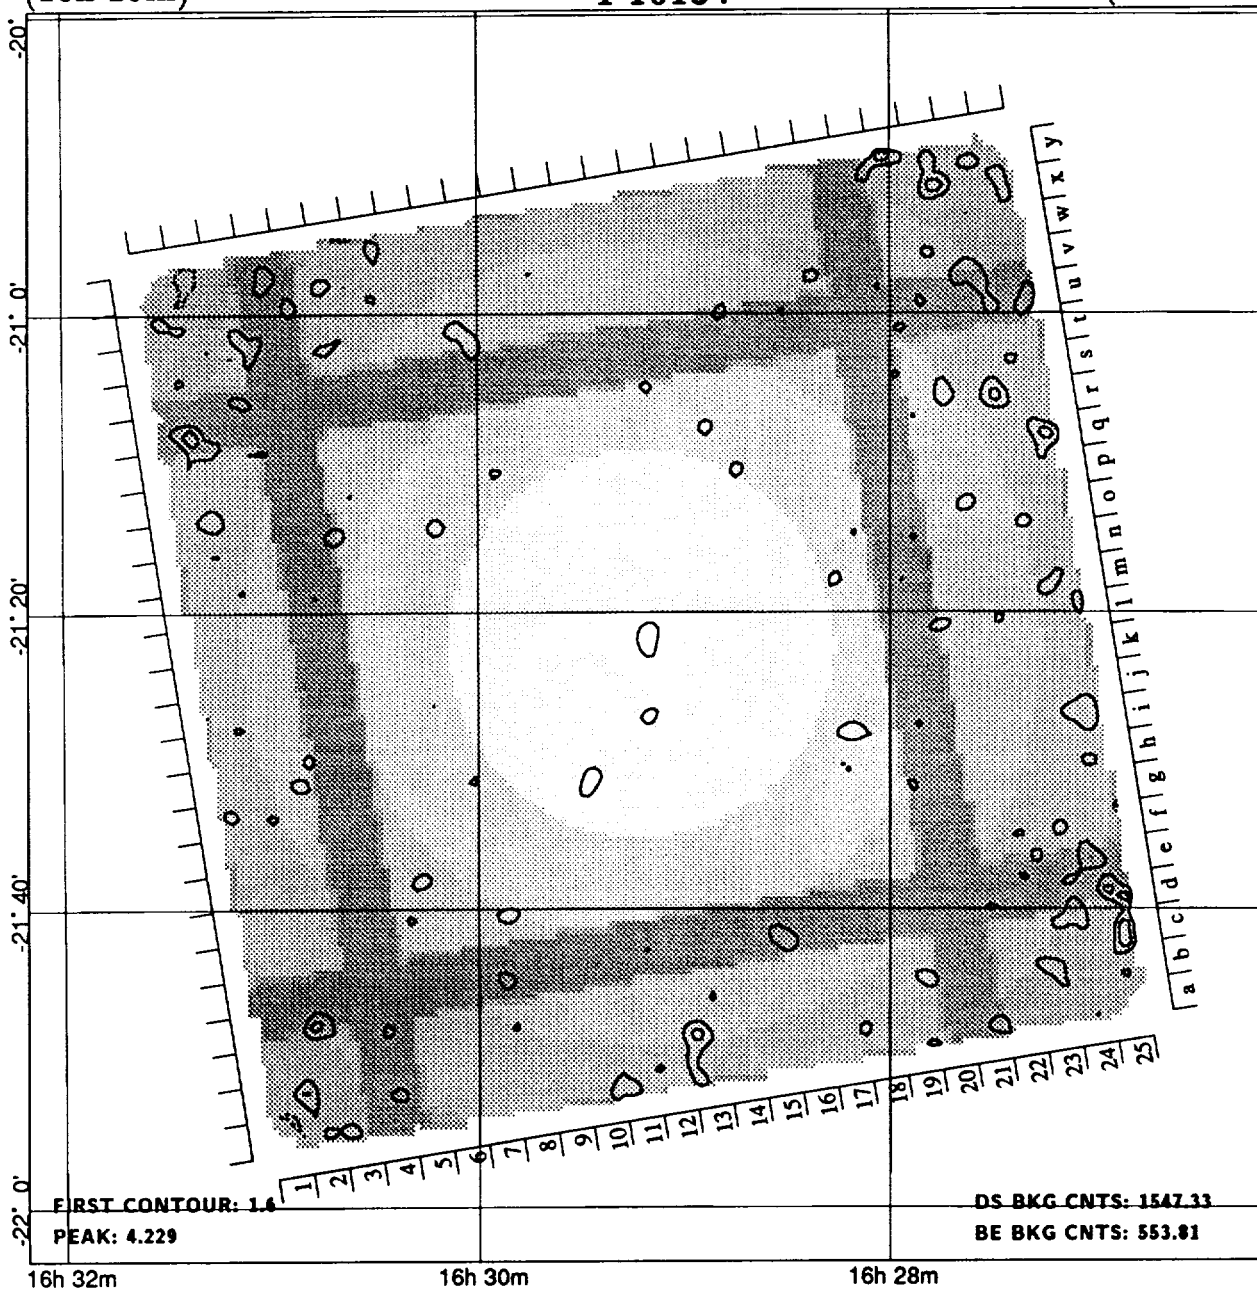 -20°
-21° 0'
-21° 20'
-21° 40'
-22° 0'
y
x
w
v
u
t
s
r
q
p
o
n
m
l
k
j
i
h
g
f
e
d
c
b
a
1 2 3 4 5 6 7 8 9 10 11 12 13 14 15 16 17 18 19 20 21 22 23 24 25
FIRST CONTOUR: 1.6
PEAK: 4.229
DS BKG CNTS: 1547.33
BE BKG CNTS: 553.81
16h 32m 16h 30m 16h 28m